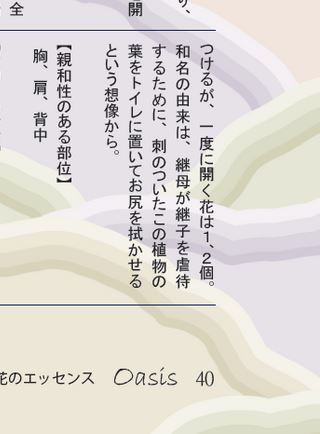 り、
開
全
つけるが、一度に開く花は1、2個。
和名の由来は、継母が継子を虐待
するために、刺のついたこの植物の
葉をトイレに置いてお尻を拭かせる
という想像から。
【親和性のある部位】
胸、肩、背中
花のエッセンス Oasis 40